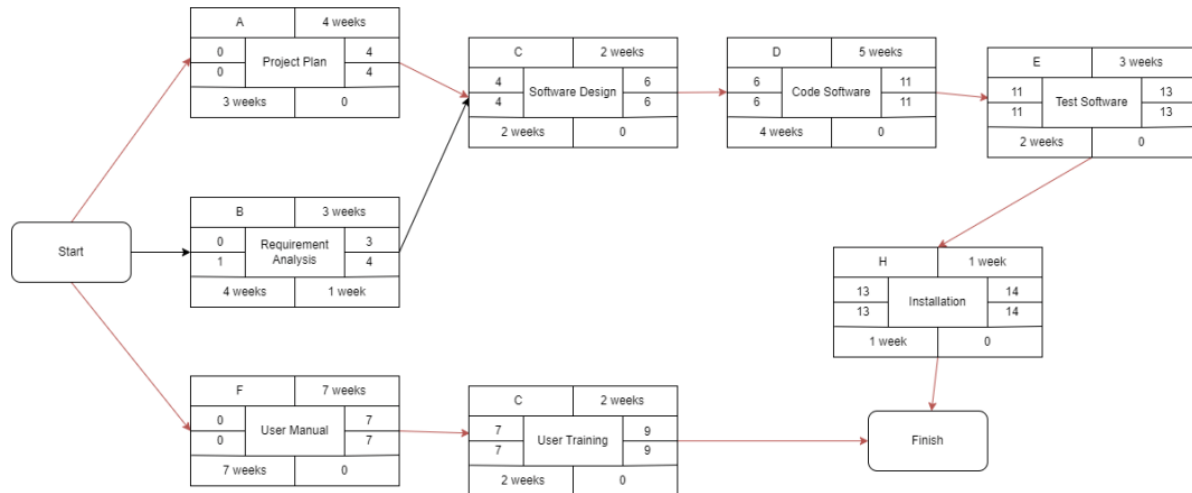 A 4 weeks
0 Project Plan 4
0 4
3 weeks 0
C 2 weeks
4 Software Design 6
4 6
2 weeks 0
D 5 weeks
6 Code Software 11
6 11
4 weeks 0
E 3 weeks
11 Test Software 13
11 13
2 weeks 0
Start
B 3 weeks
0 Requirement 3
1 Analysis 4
4 weeks 1 week
H 1 week
13 Installation 14
13 14
1 week 0
F 7 weeks
0 User Manual 7
0 7
7 weeks 0
C 2 weeks
7 User Training 9
7 9
2 weeks 0
Finish